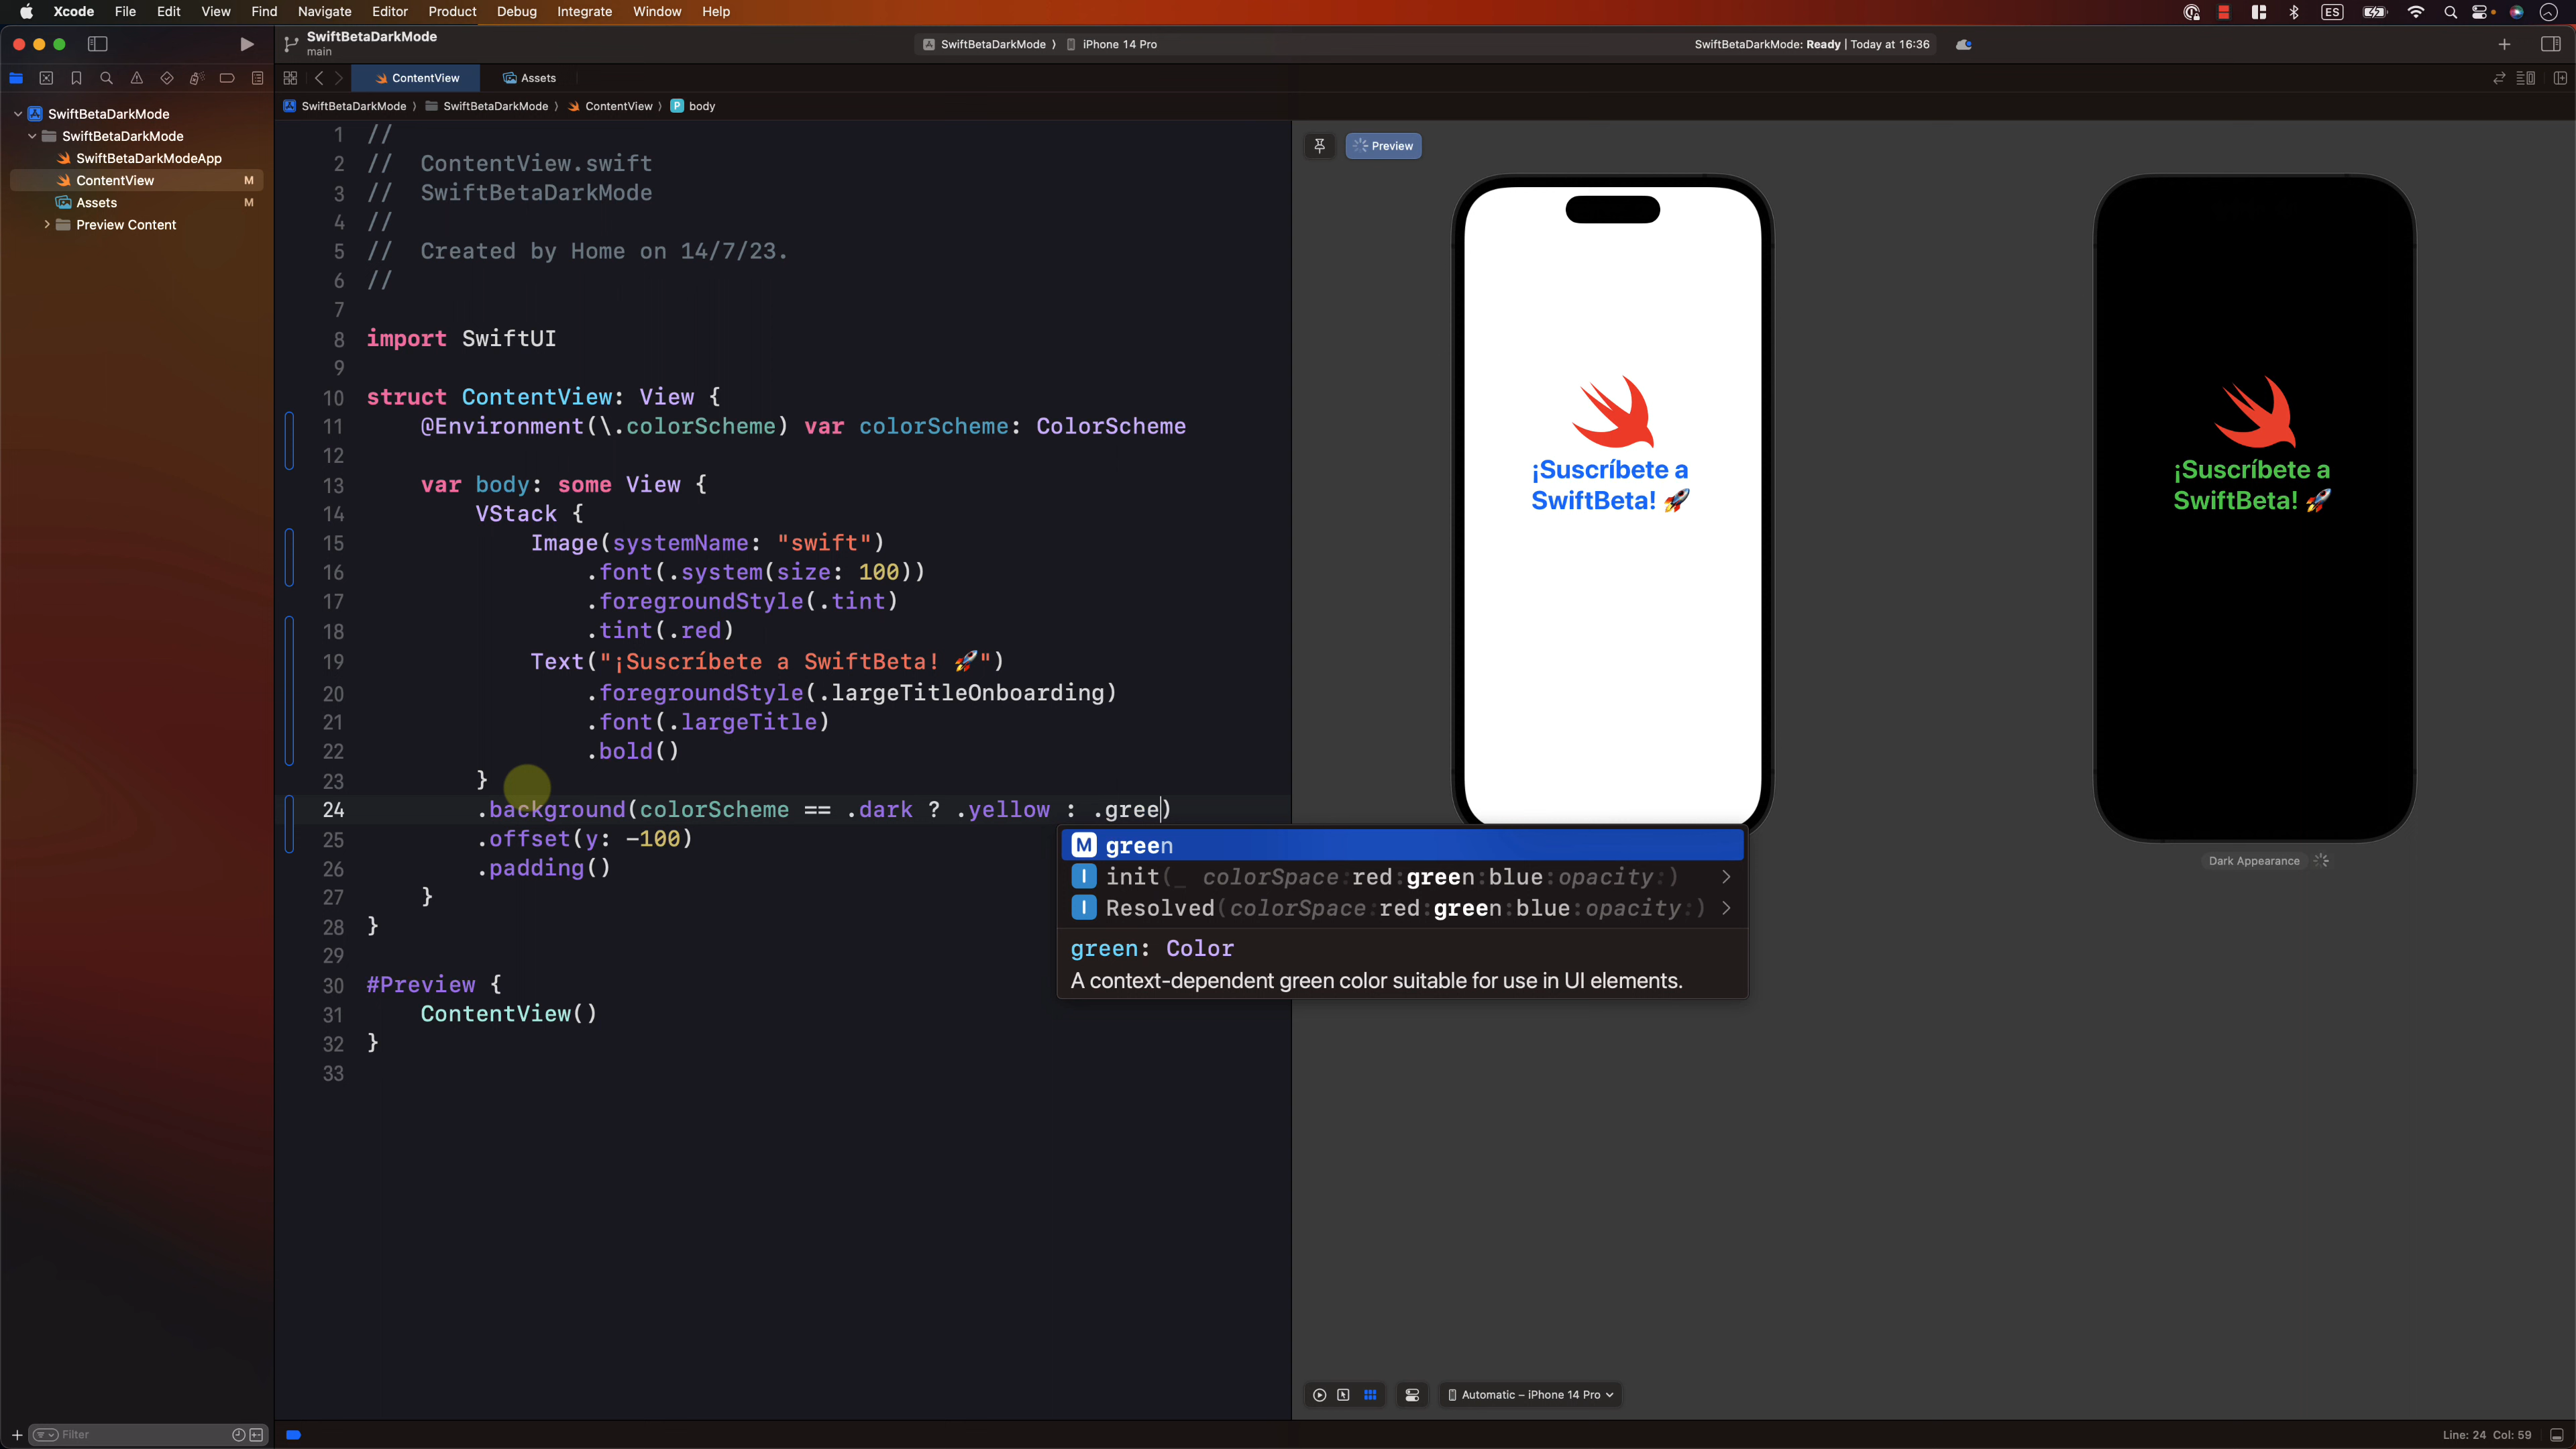 Xcode File Edit View Find Navigate Editor Product Debug Integrate Window Help
ES
SwiftBetaDarkMode
main
SwiftBetaDarkMode 〉 iPhone 14 Pro
SwiftBetaDarkMode: Ready | Today at 16:36
ContentView
Assets
SwiftBetaDarkMode 〉 SwiftBetaDarkMode 〉 ContentView 〉 P body
SwiftBetaDarkMode
SwiftBetaDarkMode
SwiftBetaDarkModeApp
ContentView M
Assets M
Preview Content
1 //
2 // ContentView.swift
3 // SwiftBetaDarkMode
4 //
5 // Created by Home on 14/7/23.
6 //
7
8 import SwiftUI
9
10 struct ContentView: View {
11 @Environment(\.colorScheme) var colorScheme: ColorScheme
12
13 var body: some View {
14 VStack {
15 Image(systemName: "swift")
16 .font(.system(size: 100))
17 .foregroundStyle(.tint)
18 .tint(.red)
19 Text("¡Suscríbete a SwiftBeta! 🚀")
20 .foregroundStyle(.largeTitleOnboarding)
21 .font(.largeTitle)
22 .bold()
23 }
24 .background(colorScheme == .dark ? .yellow : .gree)
25 .offset(y: -100)
26 .padding()
27 }
28 }
29
30 #Preview {
31 ContentView()
32 }
33
M green
I init(_ colorSpace:red:green:blue:opacity:)
I Resolved(colorSpace:red:green:blue:opacity:)
green: Color
A context-dependent green color suitable for use in UI elements.
Preview
¡Suscríbete a
SwiftBeta! 🚀
¡Suscríbete a
SwiftBeta! 🚀
Dark Appearance
Automatic – iPhone 14 Pro
Filter
Line: 24 Col: 59